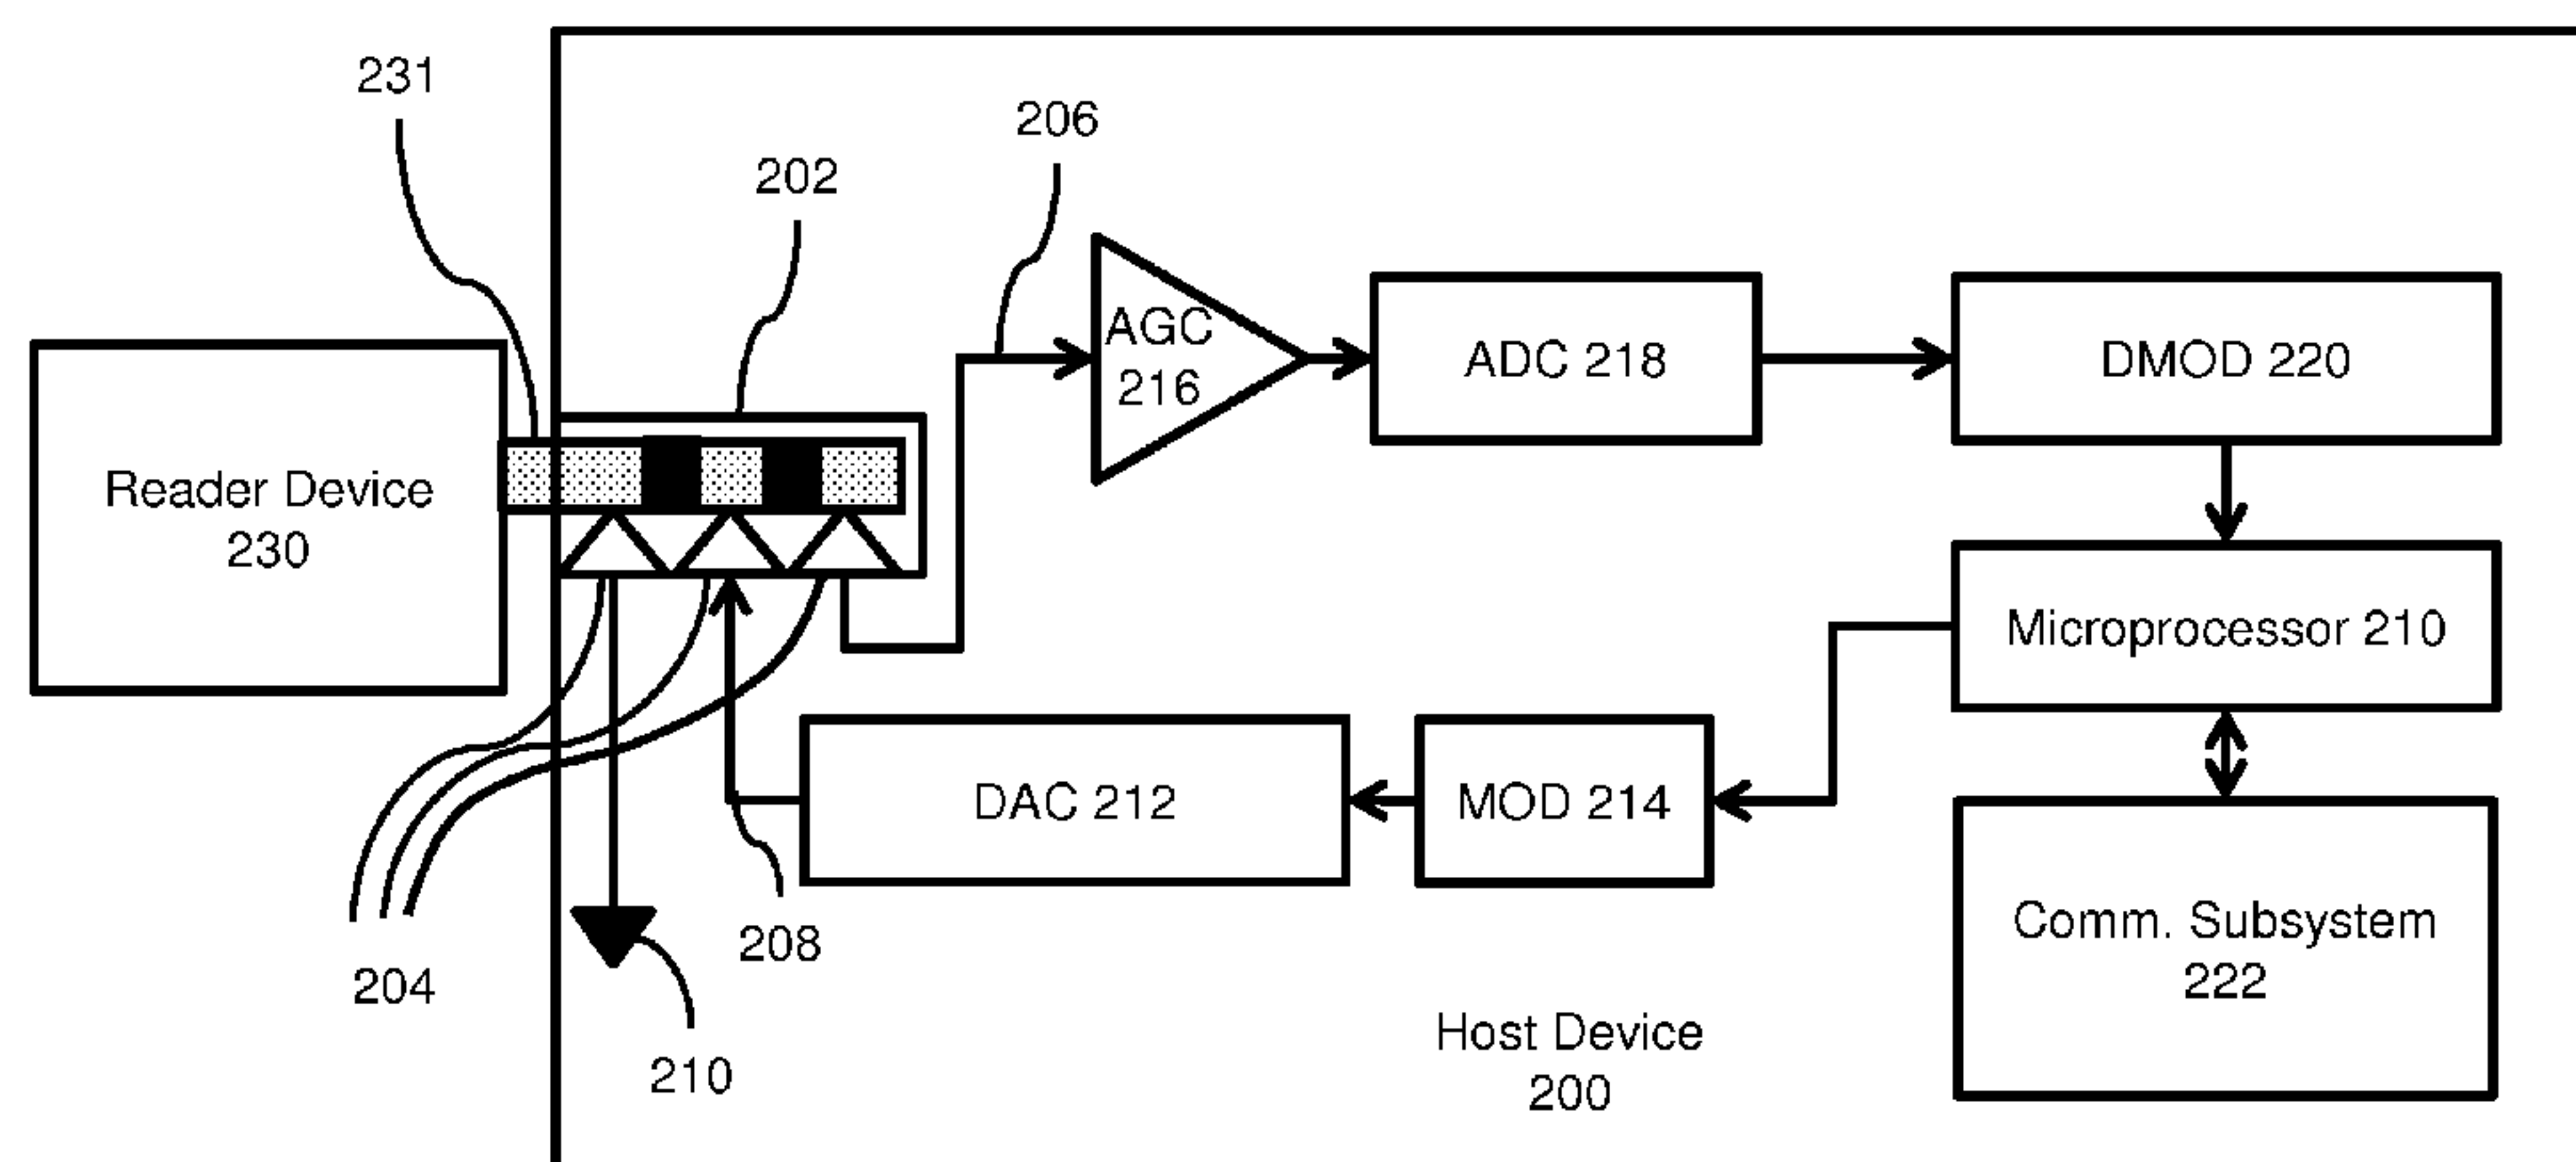 231
206
202
AGC
216
ADC 218
DMOD 220
Reader Device
230
Microprocessor 210
DAC 212
MOD 214
Comm. Subsystem
222
208
204
210
Host Device
200